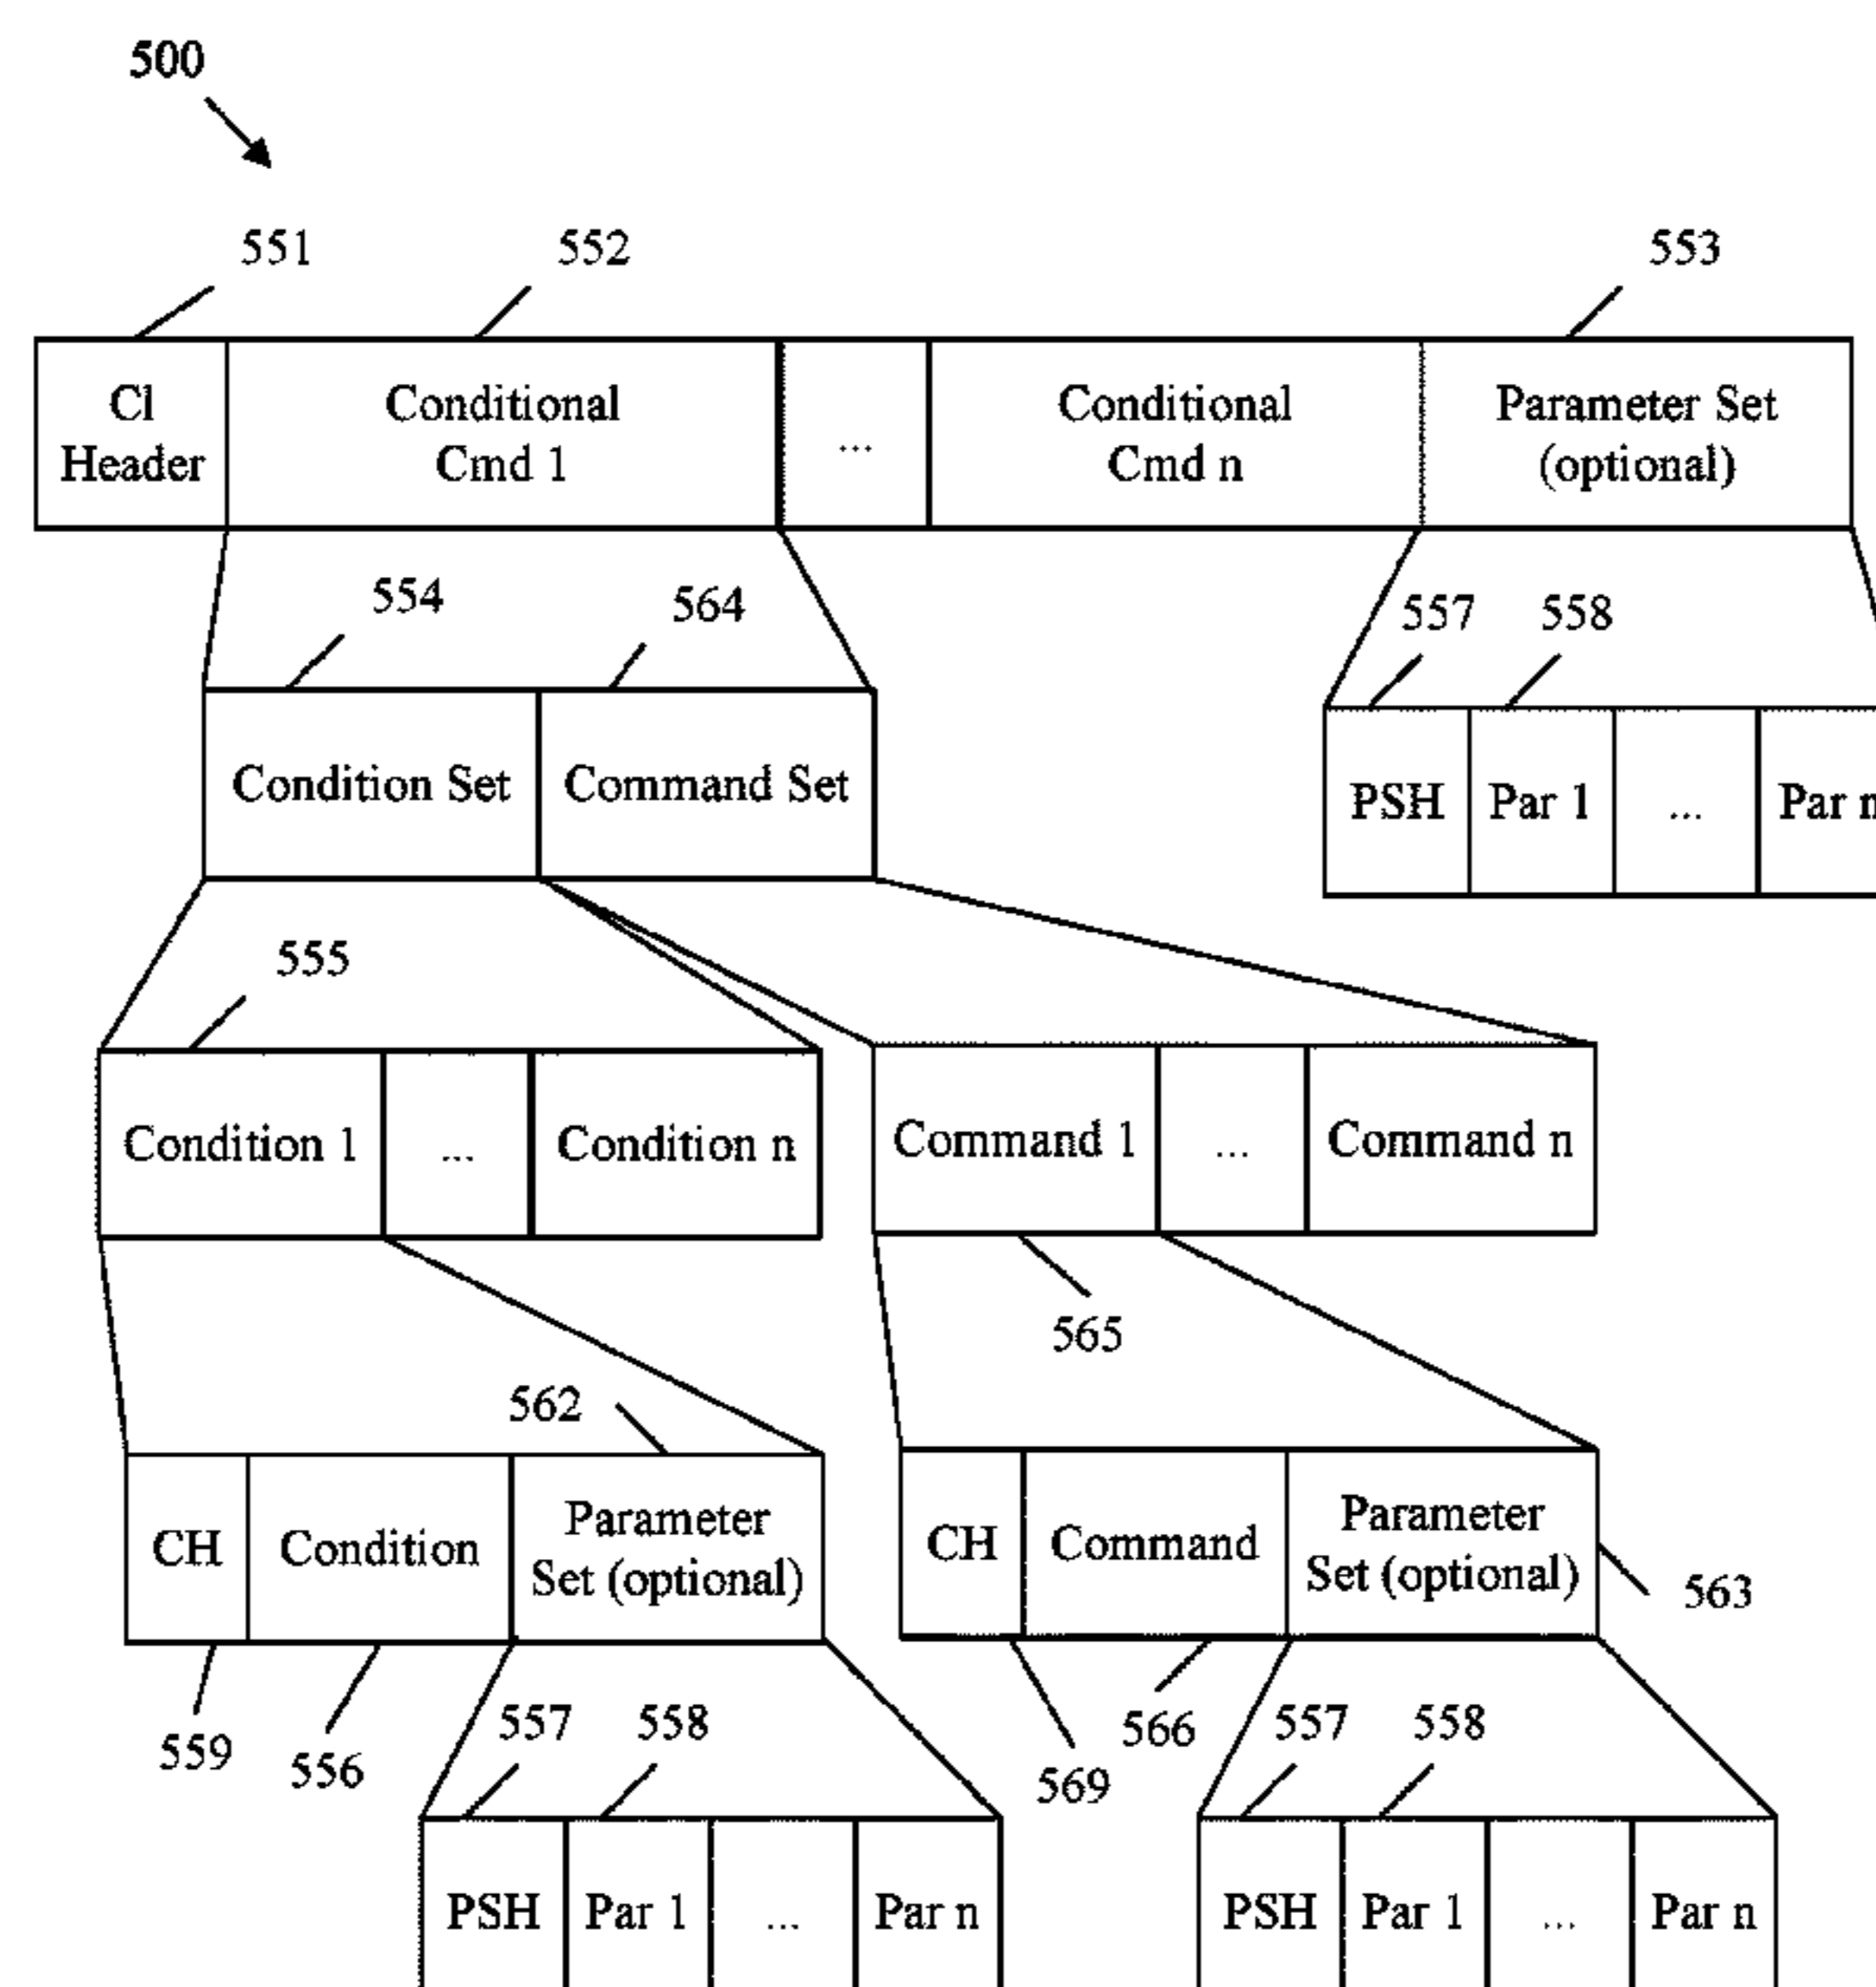 500
551
552
553
Cl
Header
Conditional
Cmd 1
...
Conditional
Cmd n
Parameter Set
(optional)
554
564
557
558
Condition Set
Command Set
PSH
Par 1
...
Par n
555
Condition 1
...
Condition n
Command 1
...
Command n
565
562
CH
Condition
Parameter
Set (optional)
CH
Command
Parameter
Set (optional)
563
559
556
557
558
569
566
557
558
PSH
Par 1
...
Par n
PSH
Par 1
...
Par n